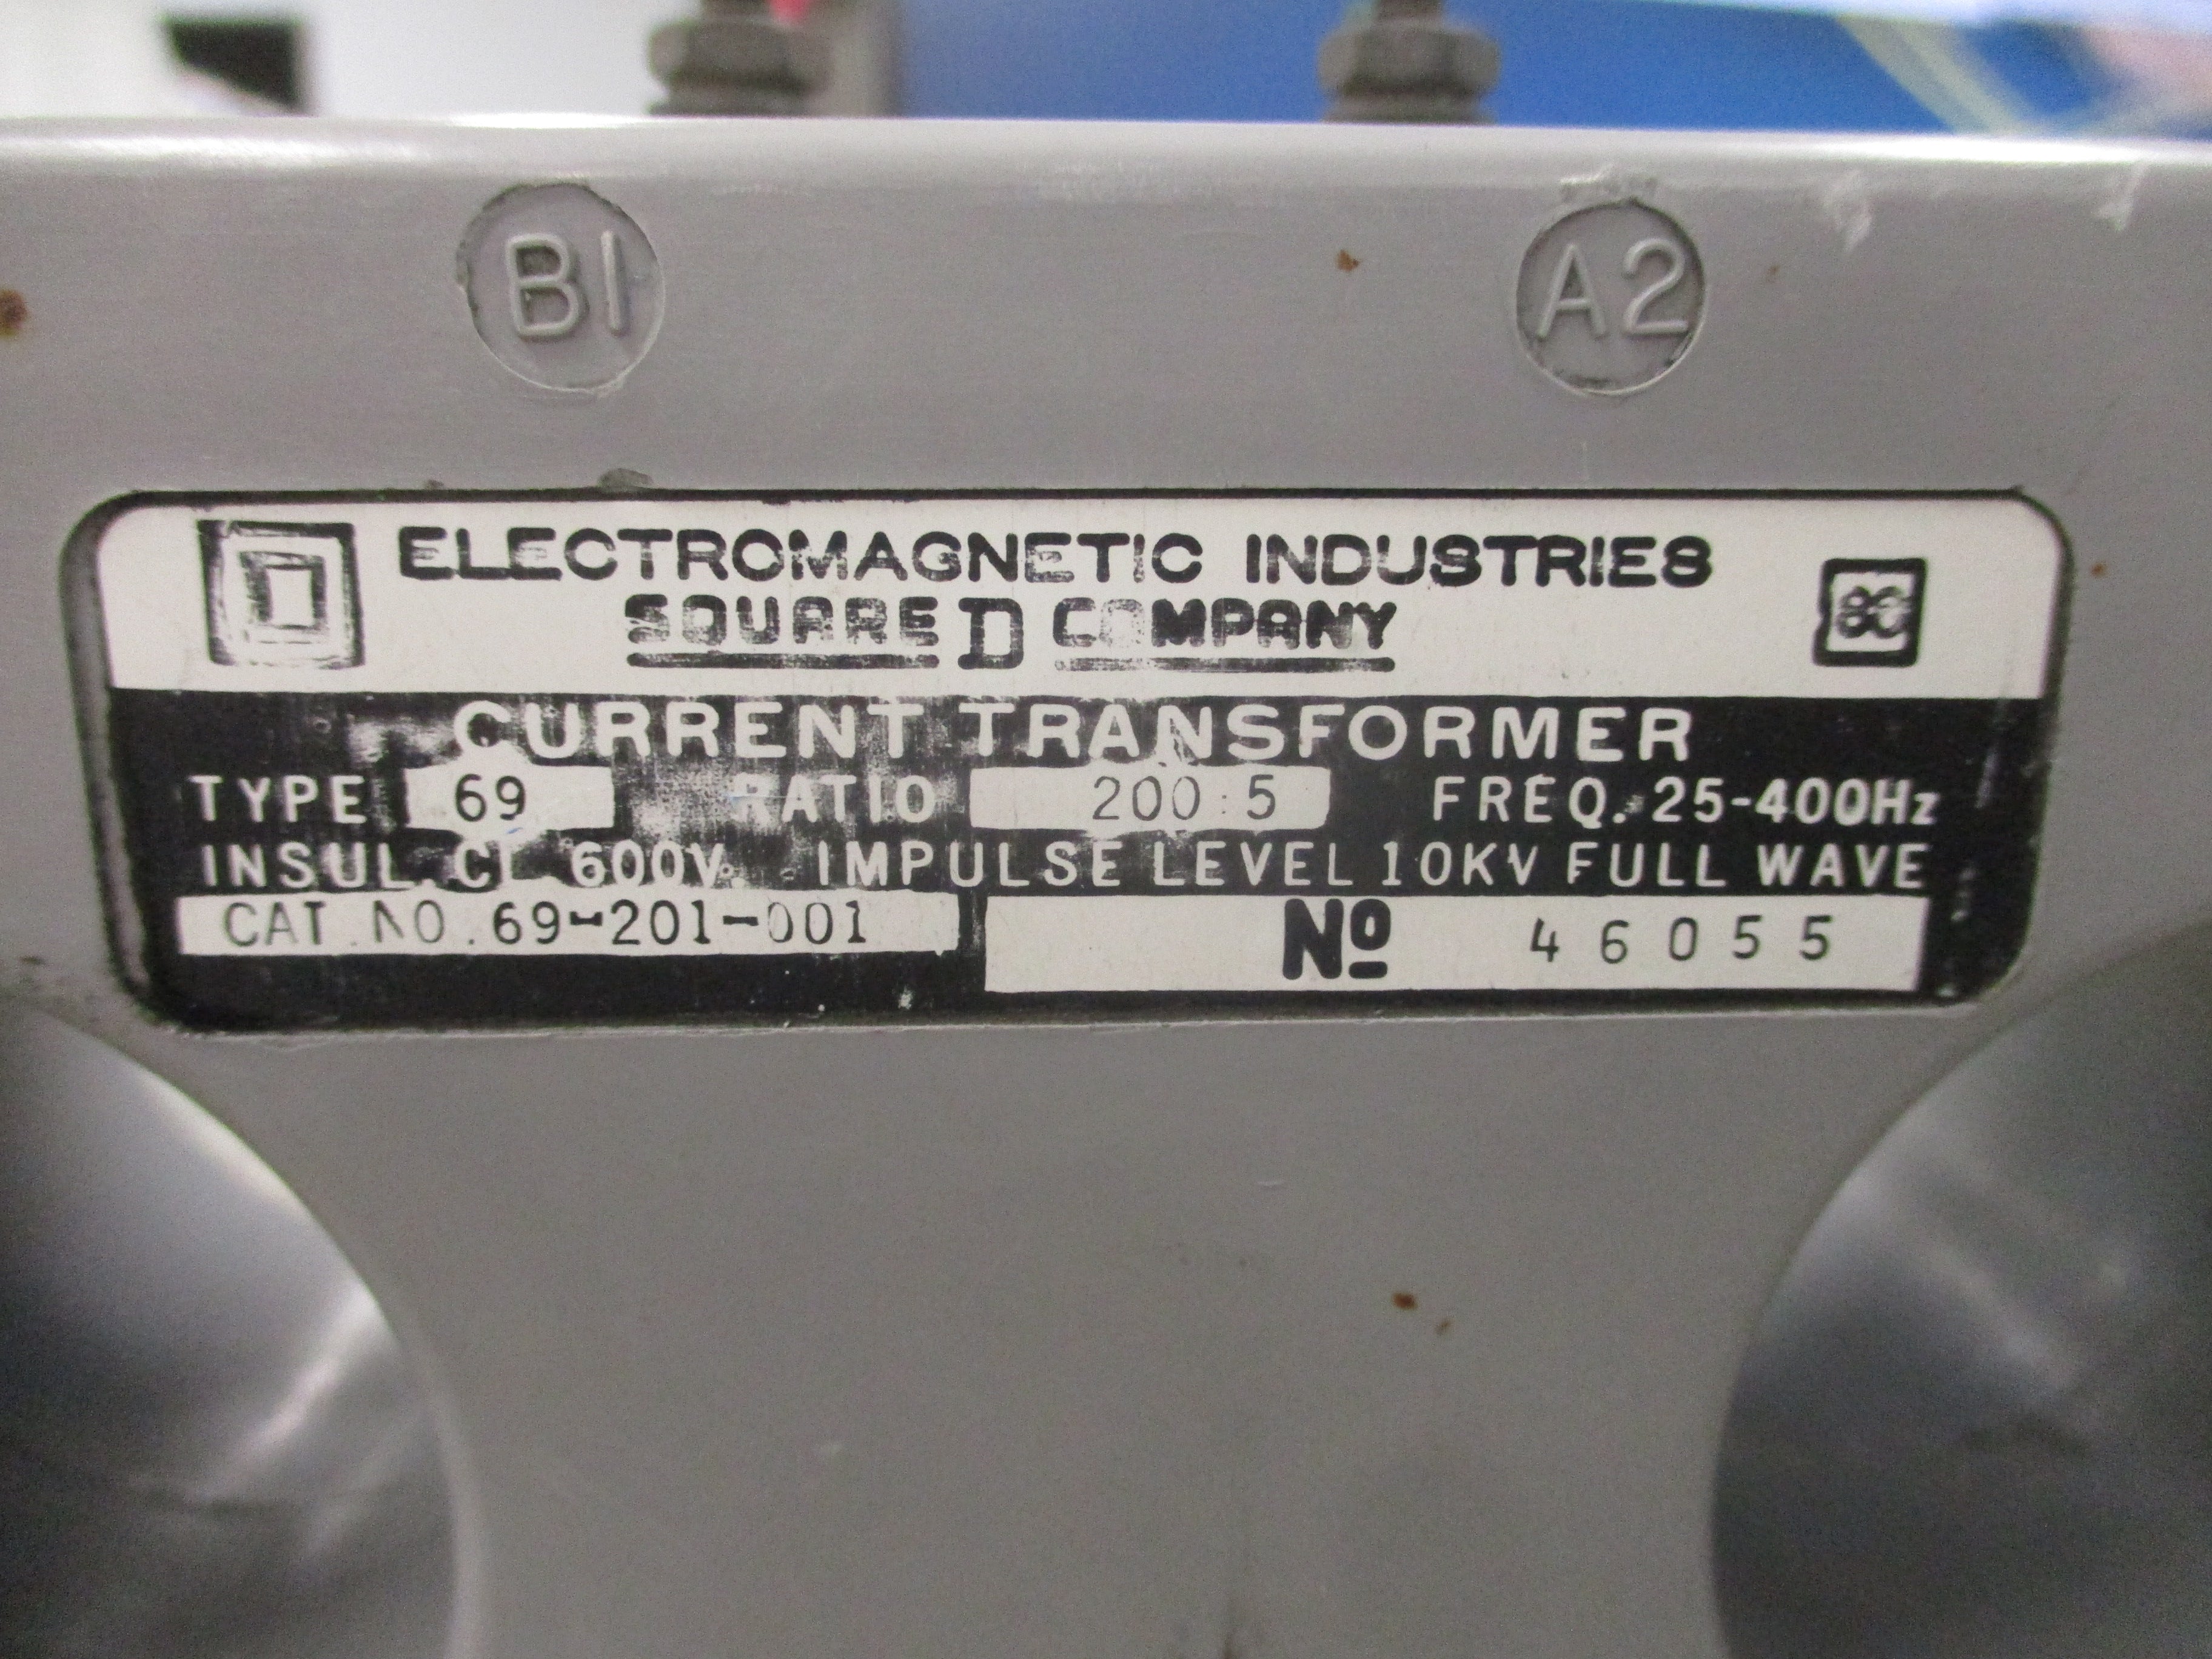 B1 A2
ELECTROMAGNETIC INDUSTRIES
SQUARE D COMPANY
CURRENT TRANSFORMER
TYPE 69 RATIO 200:5 FREQ. 25-400Hz
INSUL. CL 600V. IMPULSE LEVEL 10KV FULL WAVE
CAT. NO. 69-201-001 No 46055